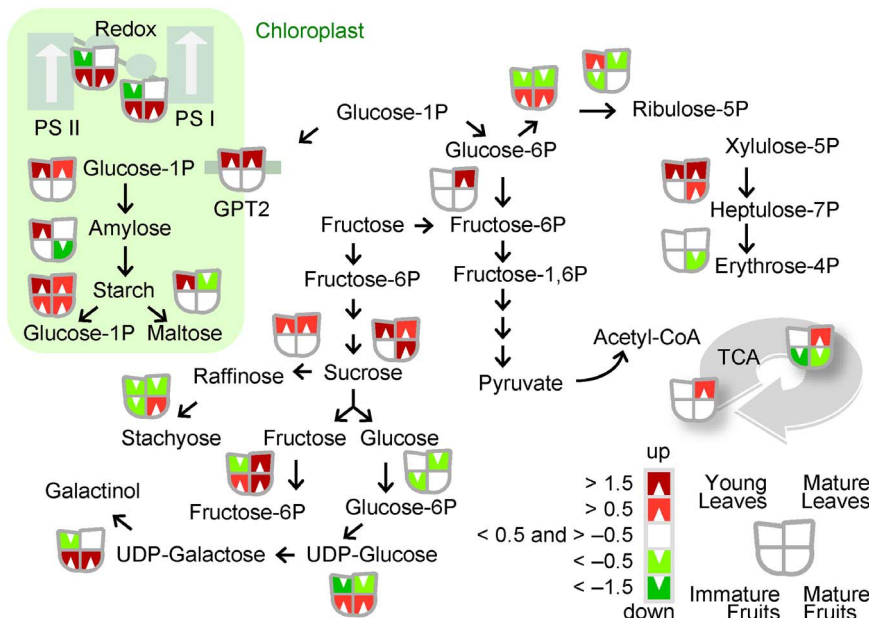 Redox
Chloroplast
PS II
PS I
Glucose-1P
Ribulose-5P
Glucose-6P
Xylulose-5P
Glucose-1P
GPT2
Heptulose-7P
Amylose
Fructose
Fructose-6P
Erythrose-4P
Fructose-6P
Fructose-1,6P
Starch
Glucose-1P
Maltose
Acetyl-CoA
TCA
Raffinose
Sucrose
Pyruvate
Stachyose
Fructose
Glucose
up
Galactinol
Fructose-6P
Glucose-6P
UDP-Galactose
UDP-Glucose
> 1.5
> 0.5
< 0.5 and > –0.5
< –0.5
< –1.5
down
Young
Leaves
Mature
Leaves
Immature
Fruits
Mature
Fruits